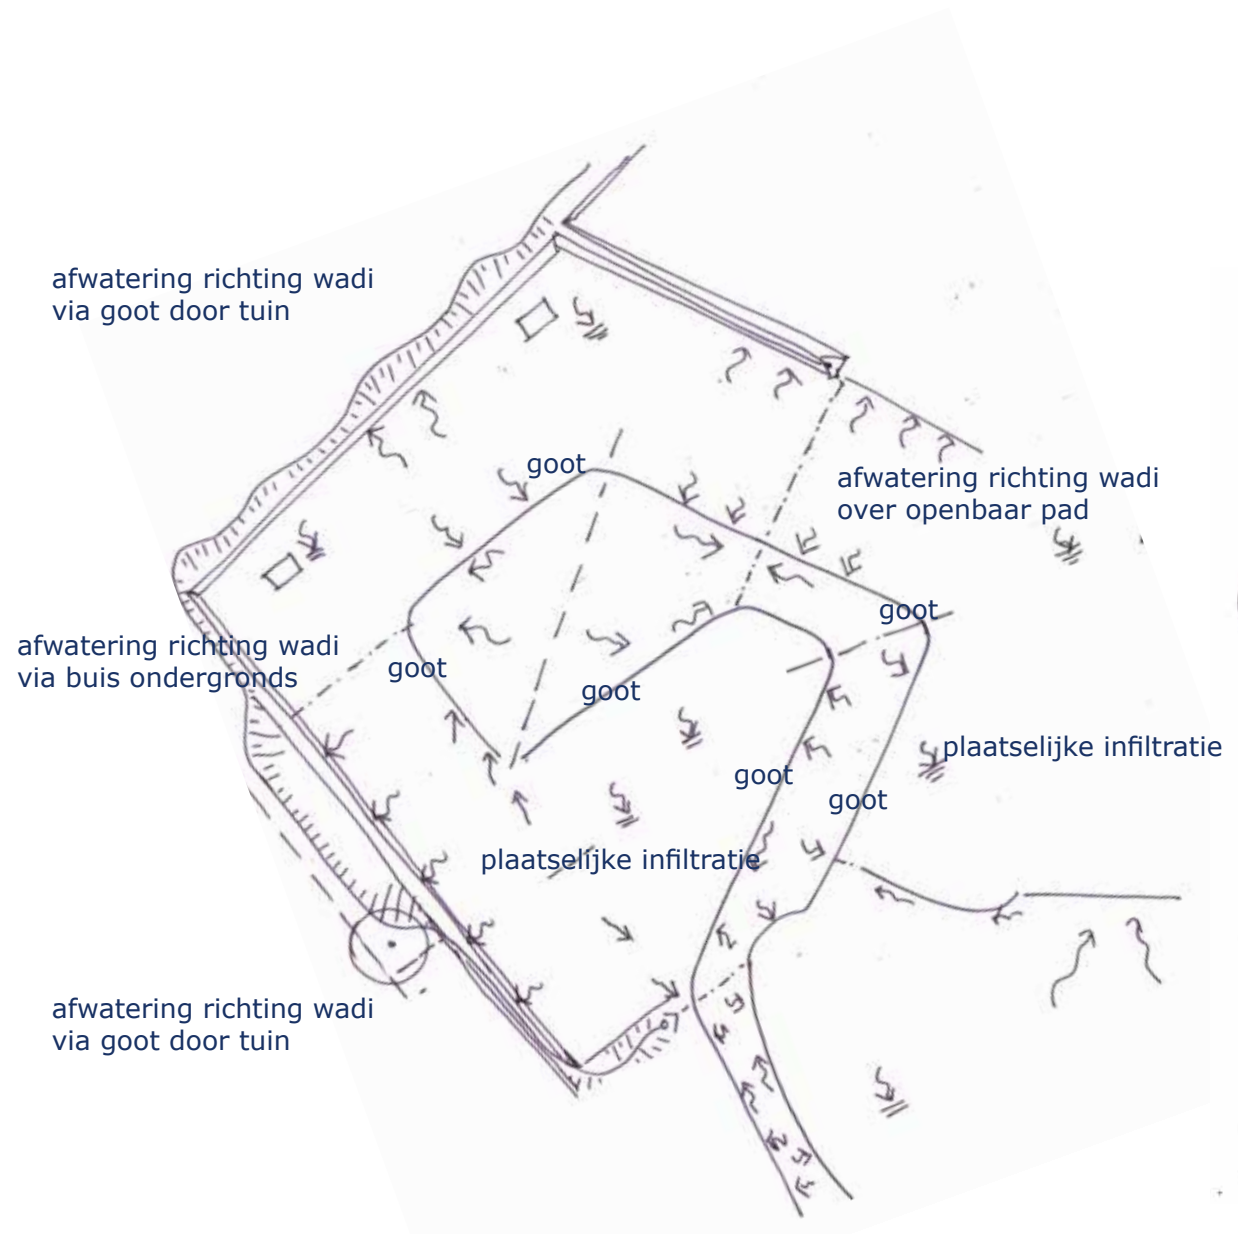 afwatering richting wadi
via goot door tuin
goot
afwatering richting wadi
over openbaar pad
goot
afwatering richting wadi
via buis ondergronds
goot
goot
plaatselijke infiltratie
goot
goot
plaatselijke infiltratie
afwatering richting wadi
via goot door tuin